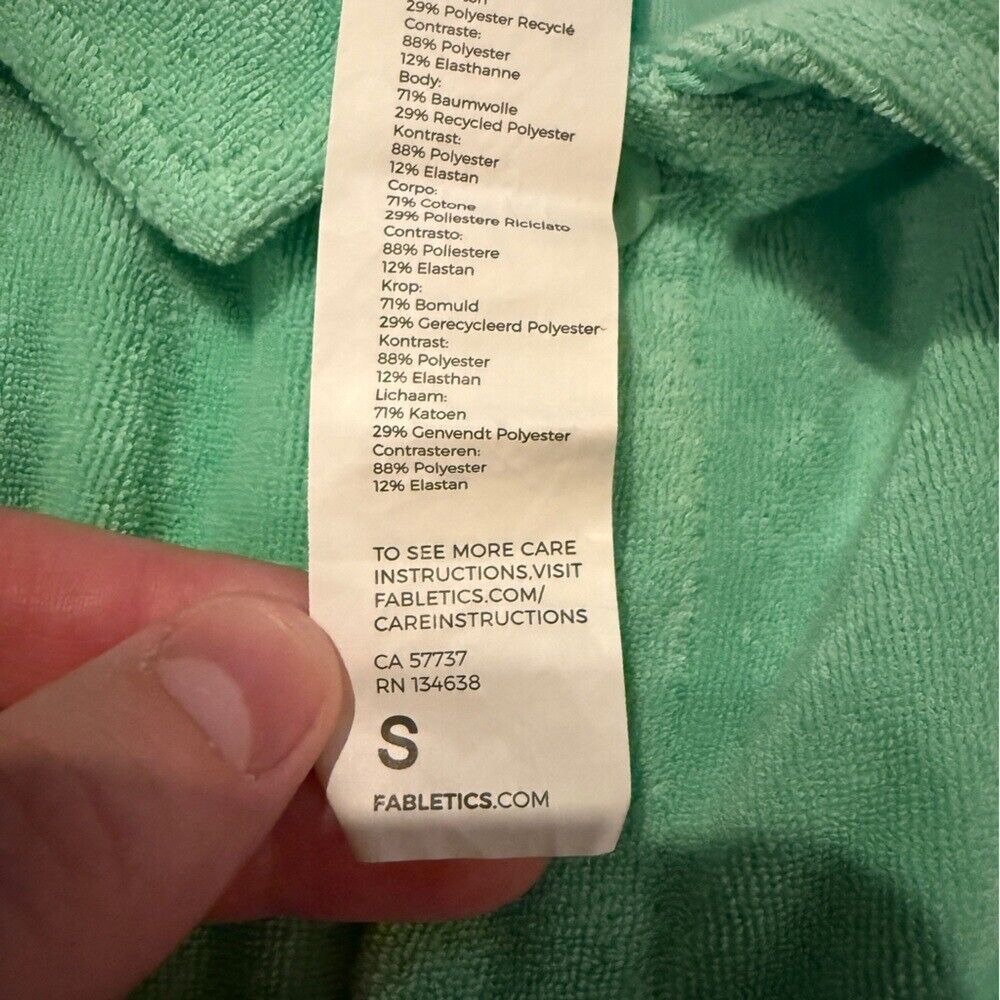 29% Polyester Recyclé
Contraste:
88% Polyester
12% Elasthanne
Body:
71% Baumwolle
29% Recycled Polyester
Kontrast:
88% Polyester
12% Elastan
Corpo:
71% Cotone
29% Poliestere Riciclato
Contrasto:
88% Poliestere
12% Elastan
Krop:
71% Bomuld
29% Gerecycleerd Polyester
Kontrast:
88% Polyester
12% Elasthan
Lichaam:
71% Katoen
29% Genvendt Polyester
Contrasteren:
88% Polyester
12% Elastan
TO SEE MORE CARE
INSTRUCTIONS,VISIT
FABLETICS.COM/
CAREINSTRUCTIONS
CA 57737
RN 134638
S
FABLETICS.COM